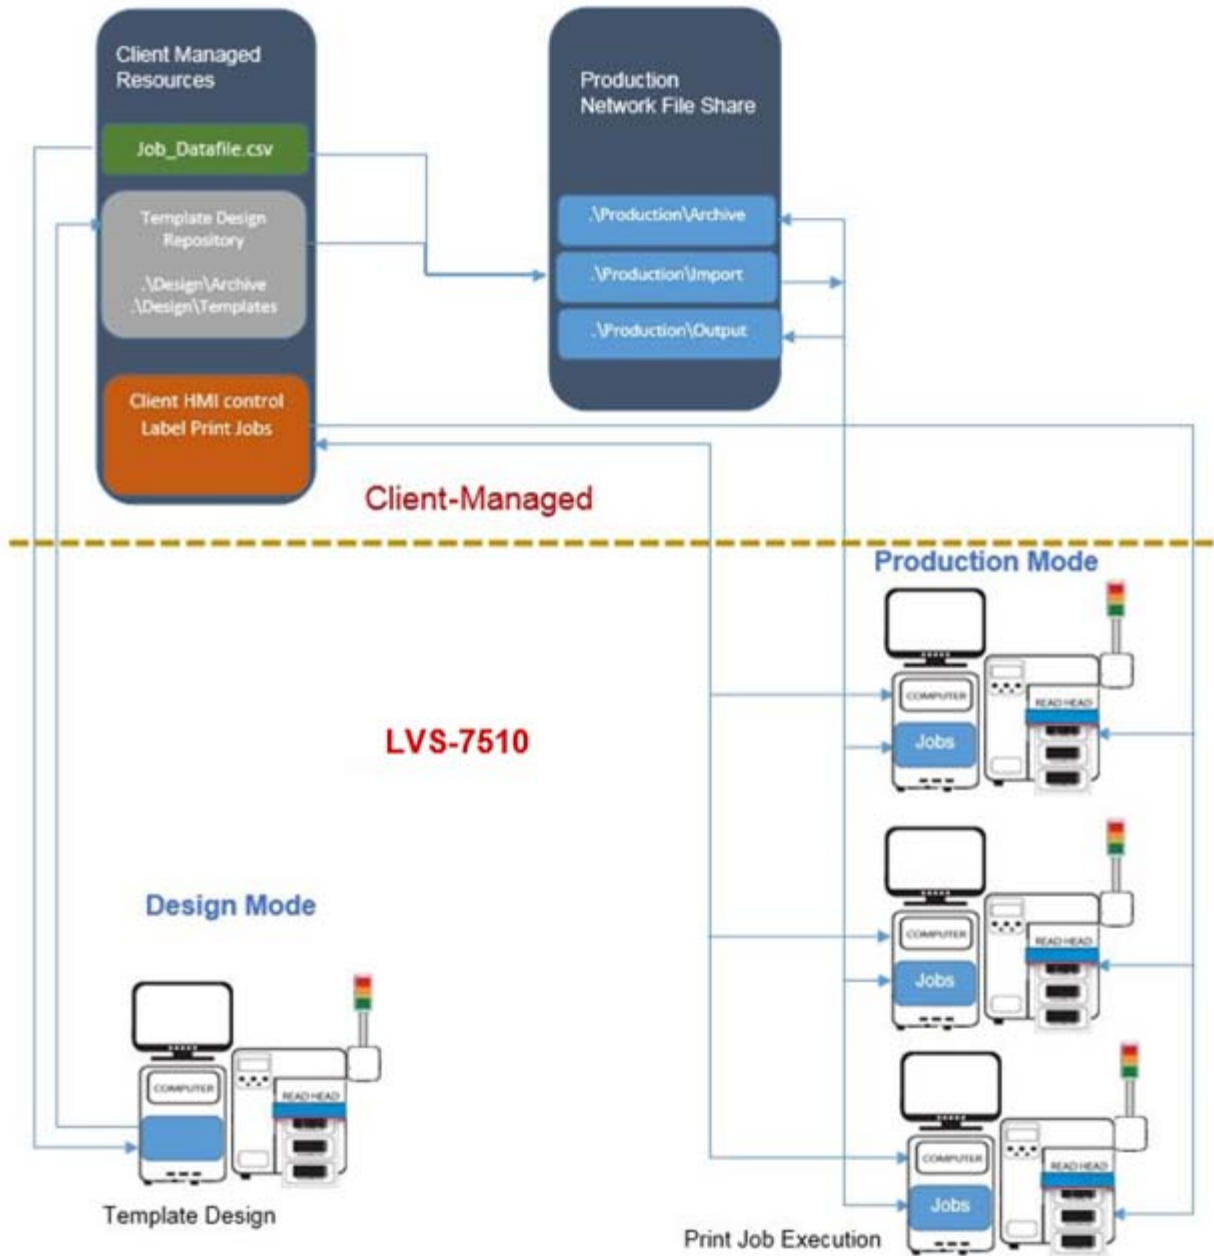 Client Managed
Resources
Job_Datafile.csv
Template Design
Repository
.\Design\Archive
.\Design\Templates
Client HMI control
Label Print Jobs
Production
Network File Share
.\Production\Archive
.\Production\Import
.\Production\Output
Client-Managed
Production Mode
COMPUTER
READ HEAD
Jobs
LVS-7510
COMPUTER
READ HEAD
Jobs
Design Mode
COMPUTER
READ HEAD
Template Design
COMPUTER
READ HEAD
Jobs
Print Job Execution